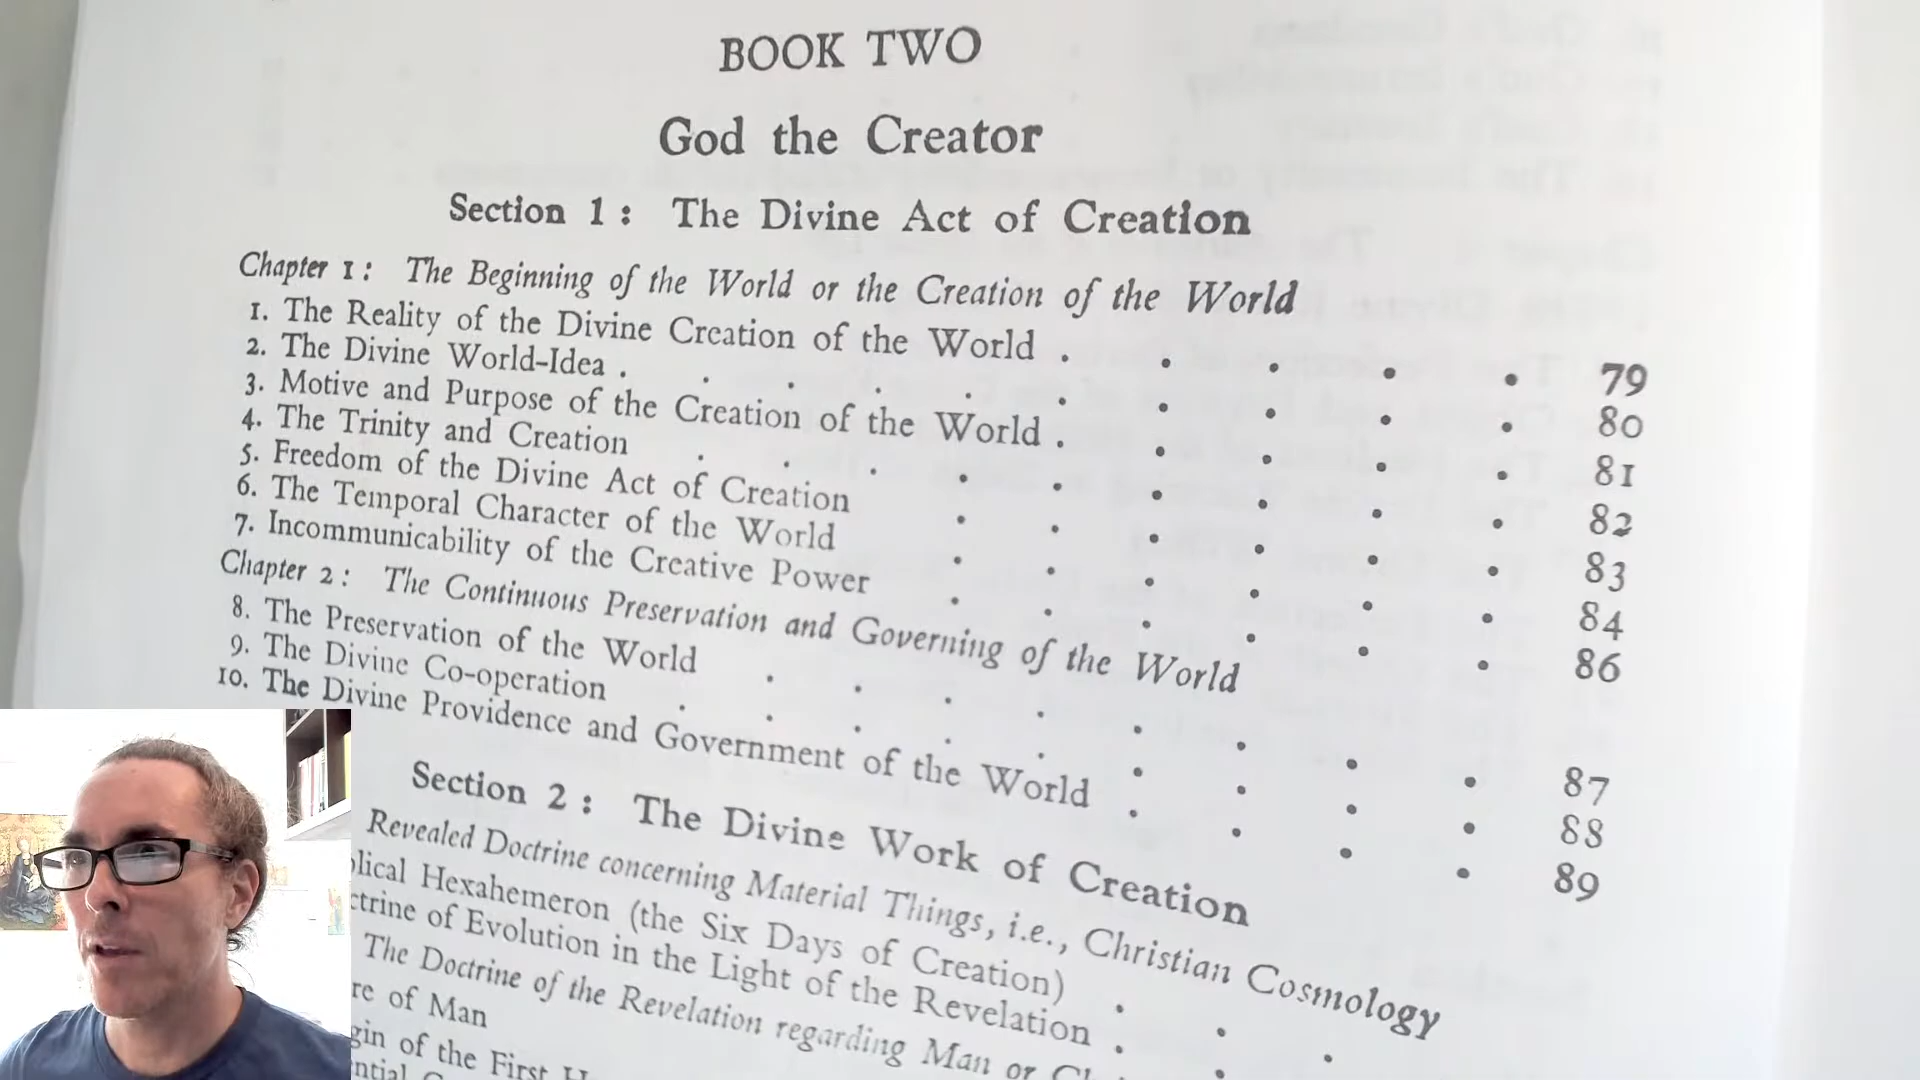 BOOK TWO
God the Creator
Section 1: The Divine Act of Creation
Chapter 1: The Beginning of the World or the Creation of the World
1. The Reality of the Divine Creation of the World . . . . . 79
2. The Divine World-Idea . . . . . . . . . . 80
3. Motive and Purpose of the Creation of the World . . . . . 81
4. The Trinity and Creation . . . . . . . . . 82
5. Freedom of the Divine Act of Creation . . . . . . 83
6. The Temporal Character of the World . . . . . . 84
7. Incommunicability of the Creative Power . . . . . . 86
Chapter 2: The Continuous Preservation and Governing of the World
8. The Preservation of the World . . . . . . . . 87
9. The Divine Co-operation . . . . . . . . . 88
10. The Divine Providence and Government of the World . . . . 89
Section 2: The Divine Work of Creation
Revealed Doctrine concerning Material Things, i.e., Christian Cosmology
Hexahemeron (the Six Days of Creation) . . .
of Evolution in the Light of the Revelation . .
The Doctrine of the Revelation regarding Man or
of Man
of the First